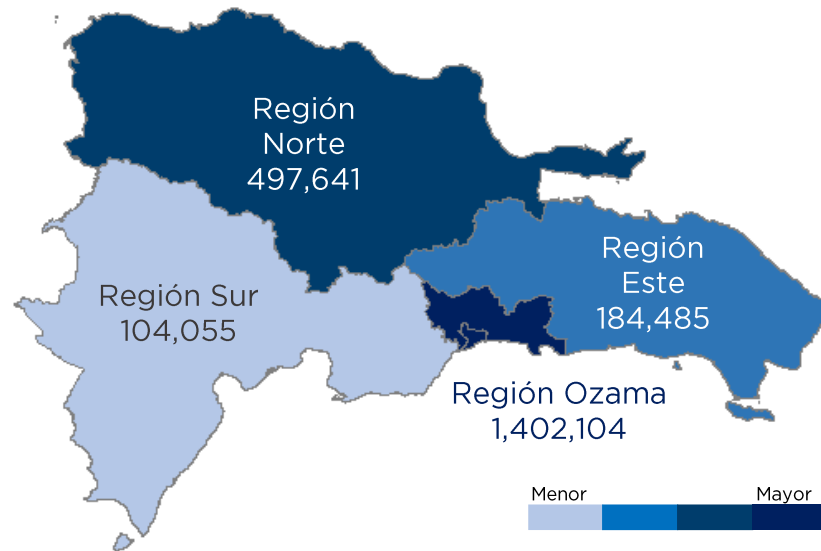 Región
Norte
497,641
Región
Este
184,485
Región Sur
104,055
Región Ozama
1,402,104
Menor
Mayor